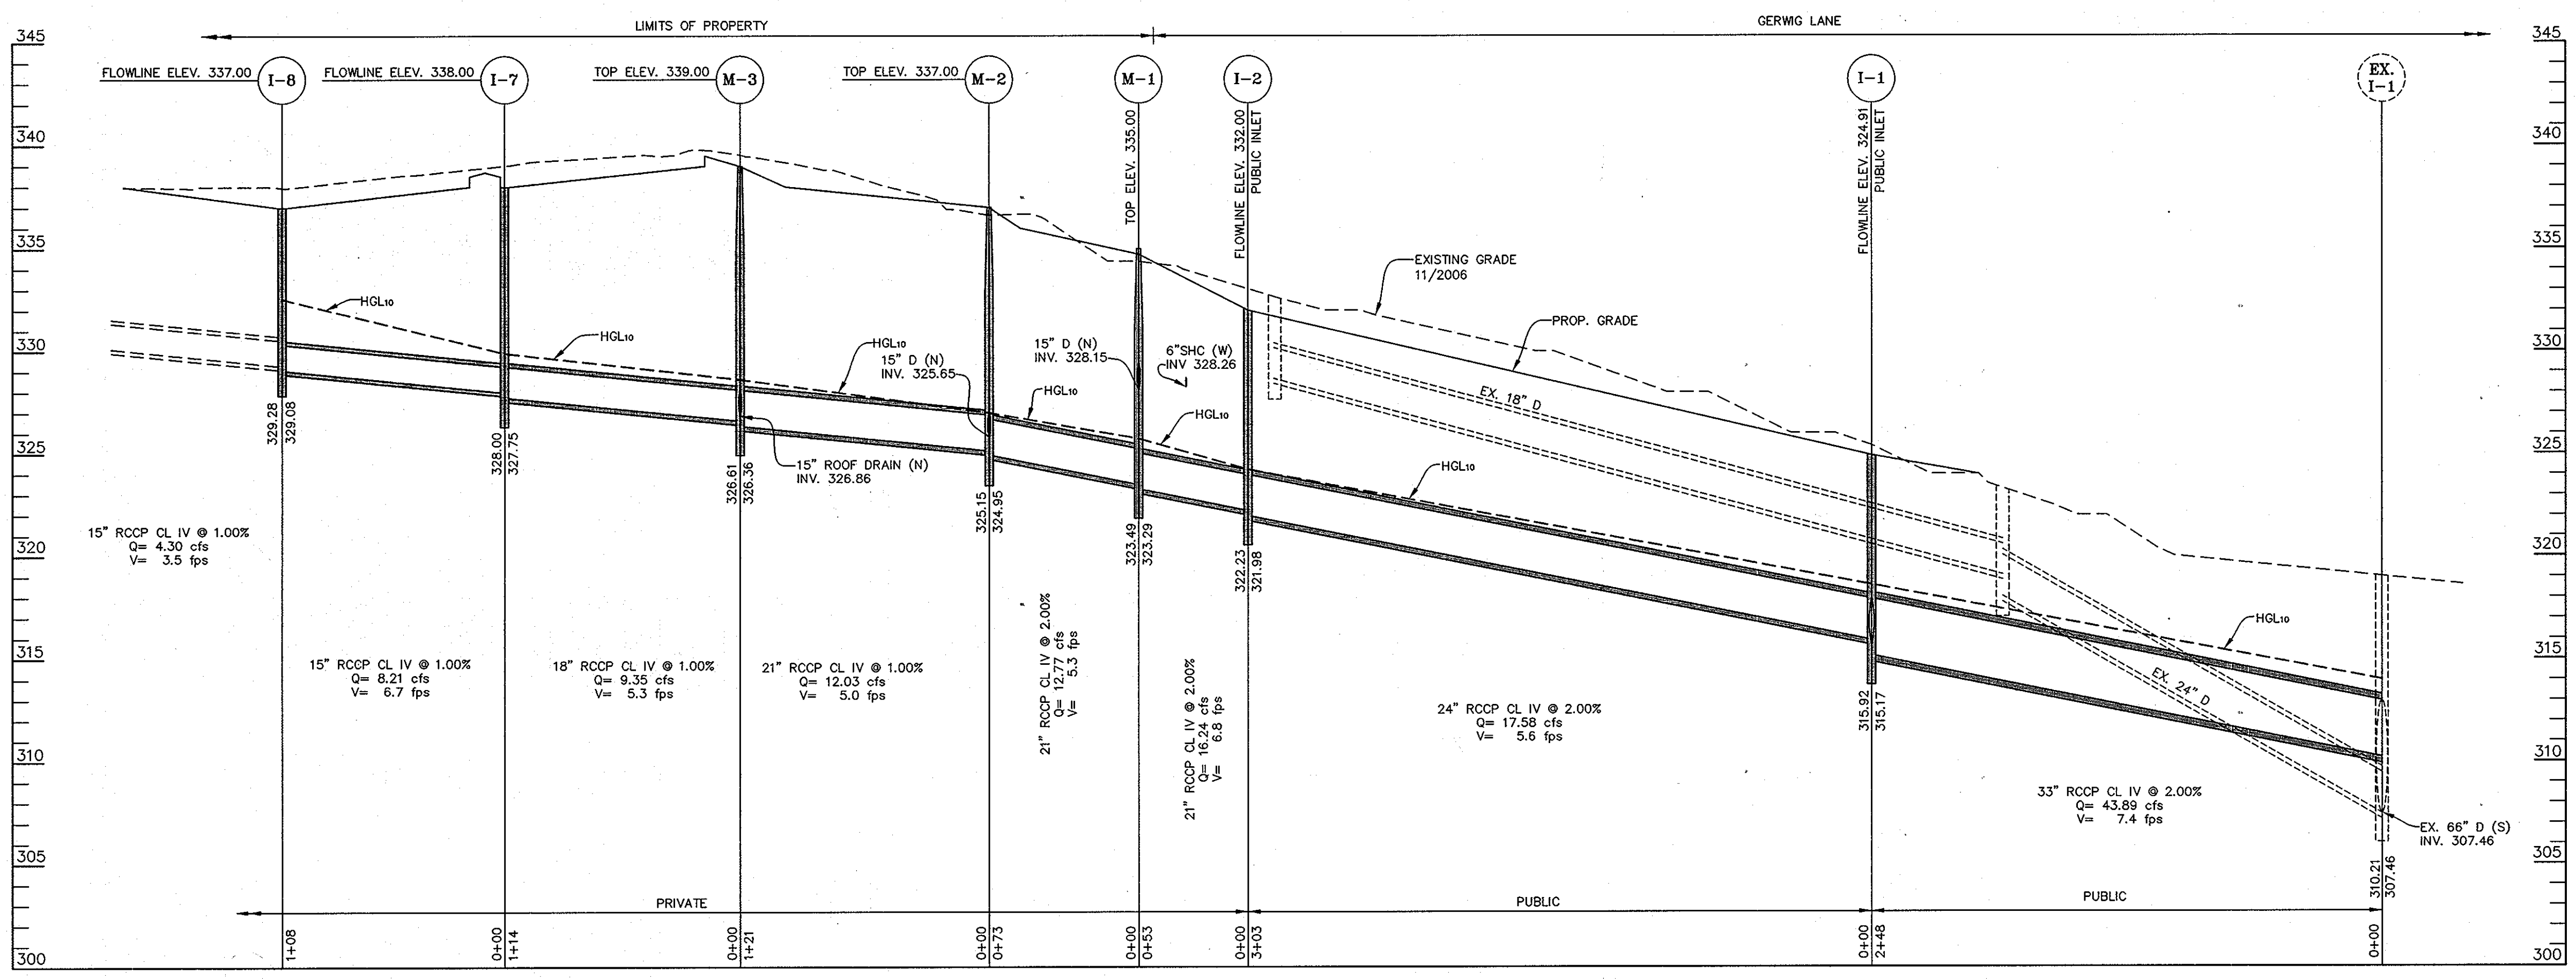 LIMITS OF PROPERTY
GERWIG LANE
345
345
FLOWLINE ELEV. 337.00
I-8
FLOWLINE ELEV. 338.00
I-7
TOP ELEV. 339.00
M-3
TOP ELEV. 337.00
M-2
M-1
I-2
I-1
EX.
I-1
TOP ELEV. 335.00
FLOWLINE ELEV. 332.00
PUBLIC INLET
FLOWLINE ELEV. 324.91
PUBLIC INLET
340
340
335
335
EXISTING GRADE
11/2006
PROP. GRADE
HGL10
HGL10
HGL10
15" D (N)
INV. 325.65
HGL10
15" D (N)
INV. 328.15
6"SHC (W)
INV 328.26
HGL10
330
330
EX. 18" D
HGL10
15" ROOF DRAIN (N)
INV. 326.86
325
325
329.28
329.08
328.00
327.75
326.61
326.36
325.15
324.95
323.49
323.29
322.23
321.98
320
320
15" RCCP CL IV @ 1.00%
Q= 4.30 cfs
V= 3.5 fps
15" RCCP CL IV @ 1.00%
Q= 8.21 cfs
V= 6.7 fps
18" RCCP CL IV @ 1.00%
Q= 9.35 cfs
V= 5.3 fps
21" RCCP CL IV @ 1.00%
Q= 12.03 cfs
V= 5.0 fps
21" RCCP CL IV @ 2.00%
Q= 12.77 cfs
V= 5.3 fps
21" RCCP CL IV @ 2.00%
Q= 16.24 cfs
V= 6.8 fps
24" RCCP CL IV @ 2.00%
Q= 17.58 cfs
V= 5.6 fps
315.92
315.17
HGL10
EX. 24" D
315
315
310
310
33" RCCP CL IV @ 2.00%
Q= 43.89 cfs
V= 7.4 fps
EX. 66" D (S)
INV. 307.46
310.21
307.46
305
305
PRIVATE
PUBLIC
PUBLIC
1+08
0+00
1+14
0+00
1+21
0+00
0+73
0+00
0+53
0+00
3+03
0+00
2+48
0+00
300
300